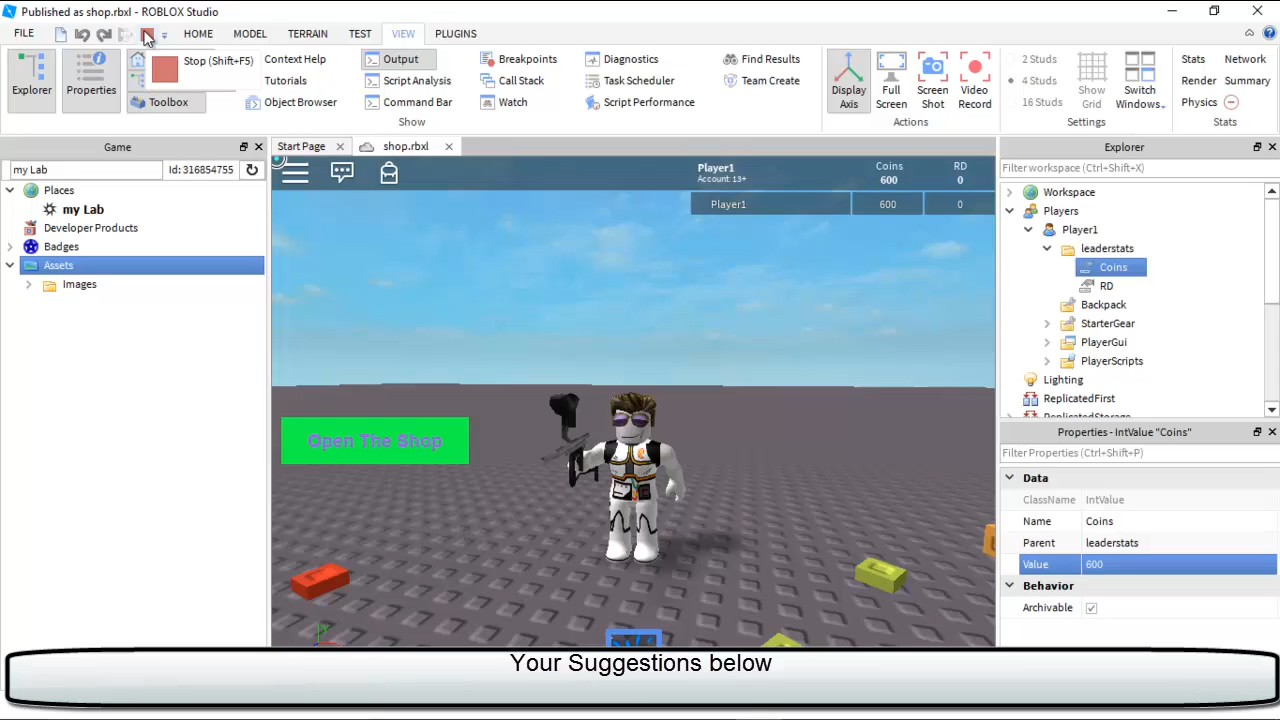 Published as shop.rbxl - ROBLOX Studio
FILE HOME MODEL TERRAIN TEST VIEW PLUGINS
Stop (Shift+F5)
Explorer
Properties
Toolbox
Context Help
Tutorials
Object Browser
Output
Script Analysis
Command Bar
Breakpoints
Call Stack
Watch
Diagnostics
Task Scheduler
Script Performance
Find Results
Team Create
Show
Display Axis
Full Screen
Screen Shot
Video Record
Actions
2 Studs
4 Studs
16 Studs
Show Grid
Switch Windows
Settings
Stats Network
Render Summary
Physics
Stats
Game
my Lab Id: 316854755
Places
my Lab
Developer Products
Badges
Assets
Images
Start Page shop.rbxl
Player1 Coins RD
Account: 13+ 600 0
Player1 600 0
Open The Shop
Explorer
Filter workspace (Ctrl+Shift+X)
Workspace
Players
Player1
leaderstats
Coins
RD
Backpack
StarterGear
PlayerGui
PlayerScripts
Lighting
ReplicatedFirst
ReplicatedStorage
Properties - IntValue "Coins"
Filter Properties (Ctrl+Shift+P)
Data
ClassName IntValue
Name Coins
Parent leaderstats
Value 600
Behavior
Archivable
Your Suggestions below